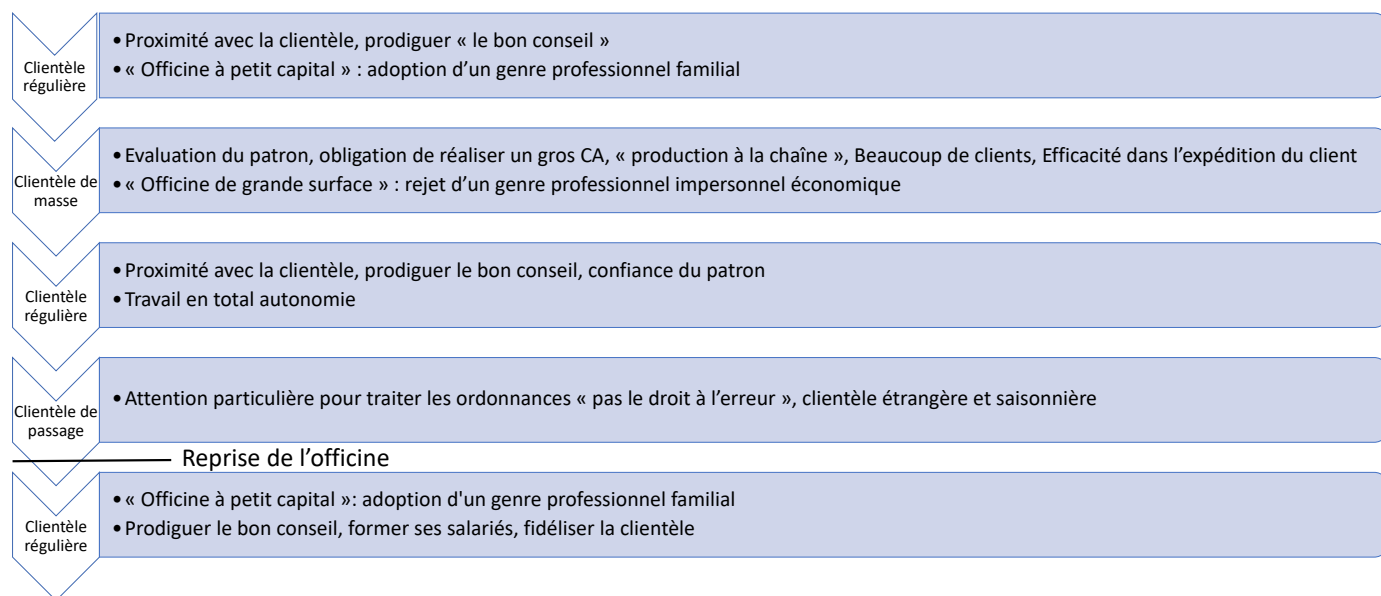 Clientèle
régulière
• Proximité avec la clientèle, prodiguer « le bon conseil »
• « Officine à petit capital » : adoption d’un genre professionnel familial
Clientèle de
masse
• Evaluation du patron, obligation de réaliser un gros CA, « production à la chaîne », Beaucoup de clients, Efficacité dans l’expédition du client
• « Officine de grande surface » : rejet d’un genre professionnel impersonnel économique
Clientèle
régulière
• Proximité avec la clientèle, prodiguer le bon conseil, confiance du patron
• Travail en total autonomie
Clientèle de
passage
• Attention particulière pour traiter les ordonnances « pas le droit à l’erreur », clientèle étrangère et saisonnière
Reprise de l’officine
Clientèle
régulière
• « Officine à petit capital »: adoption d'un genre professionnel familial
• Prodiguer le bon conseil, former ses salariés, fidéliser la clientèle